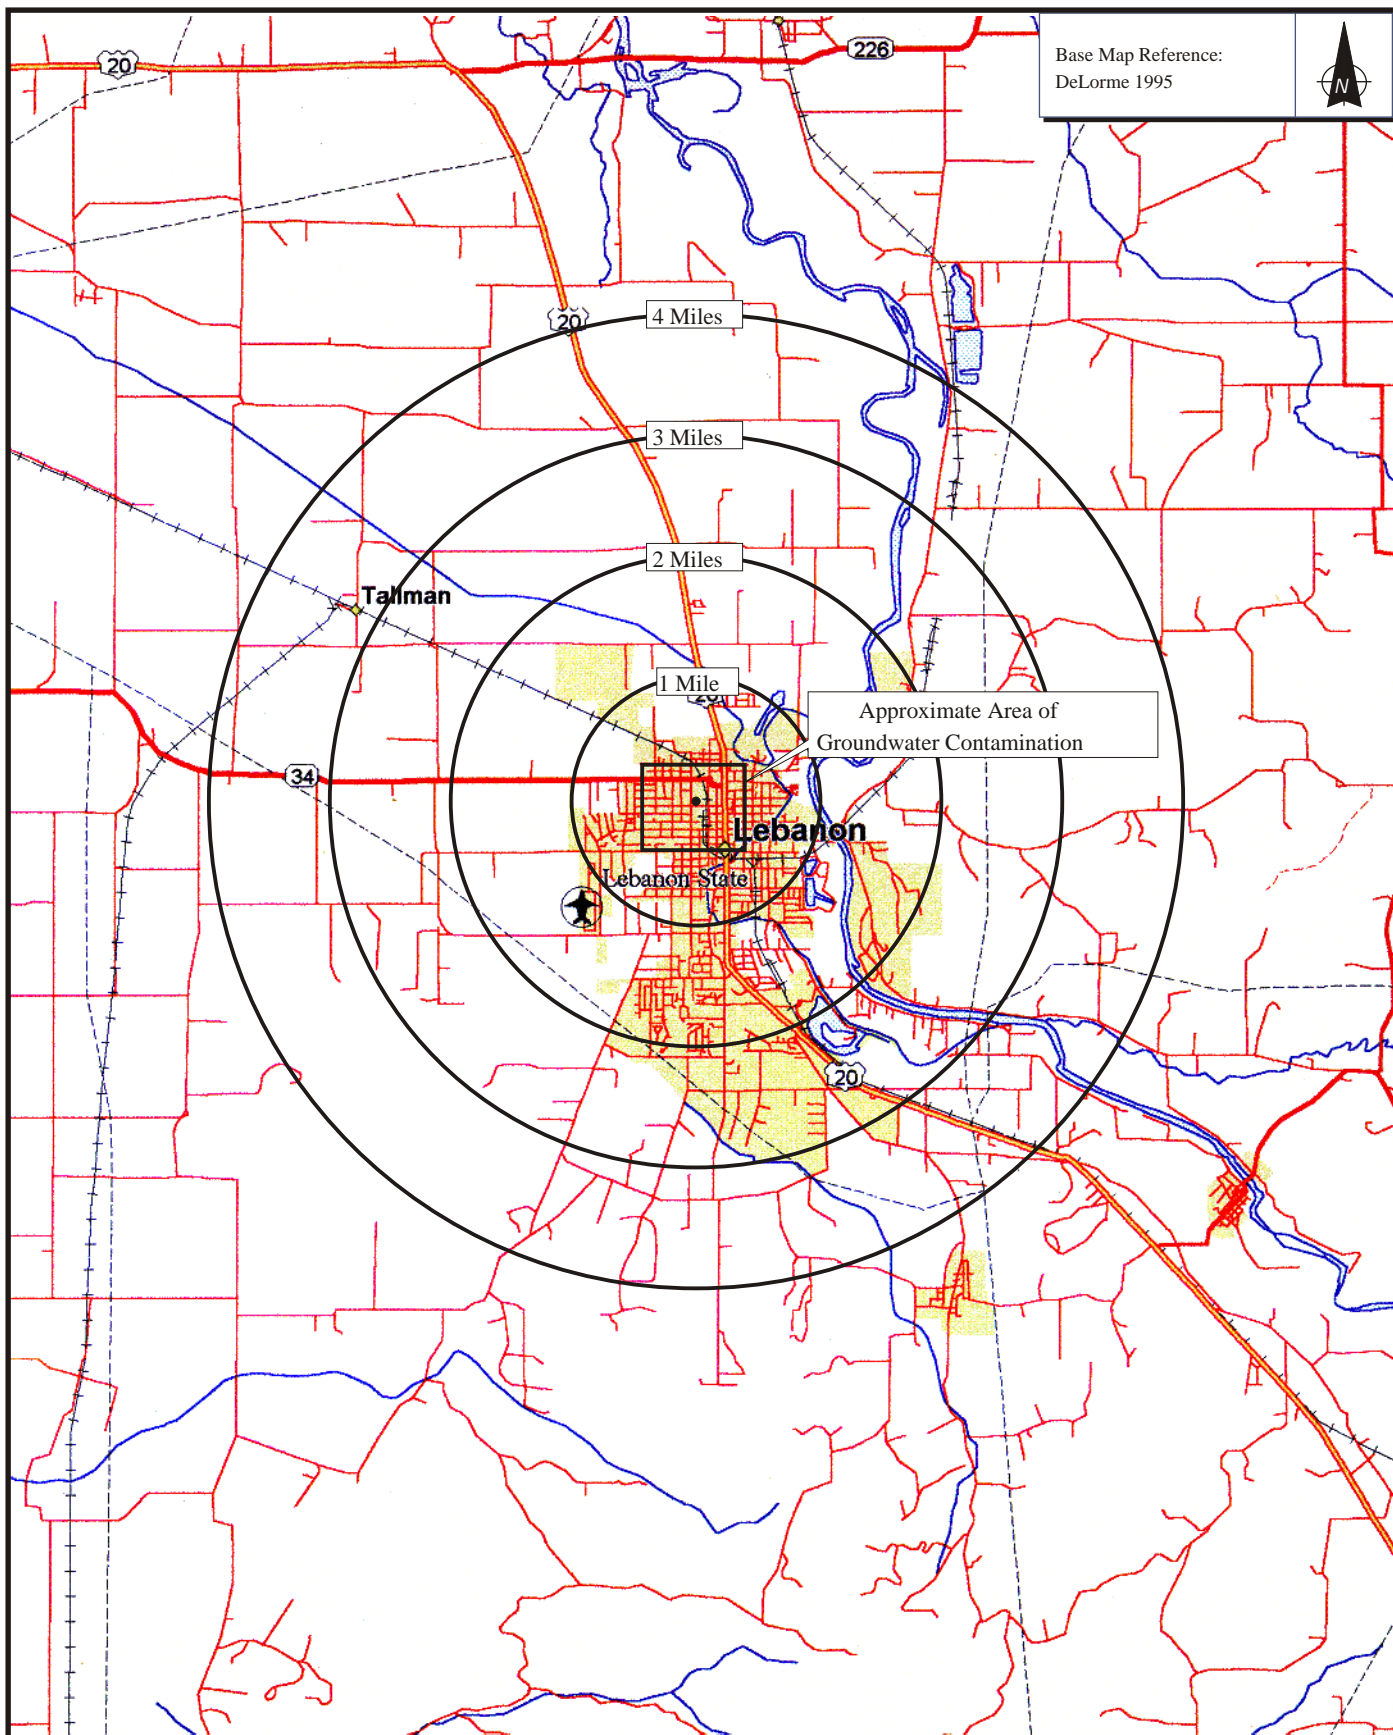 20
226
Base Map Reference:
DeLorme 1995
N
20
4 Miles
3 Miles
2 Miles
Tallman
1 Mile
Approximate Area of
Groundwater Contamination
34
Lebanon
Lebanon State
20